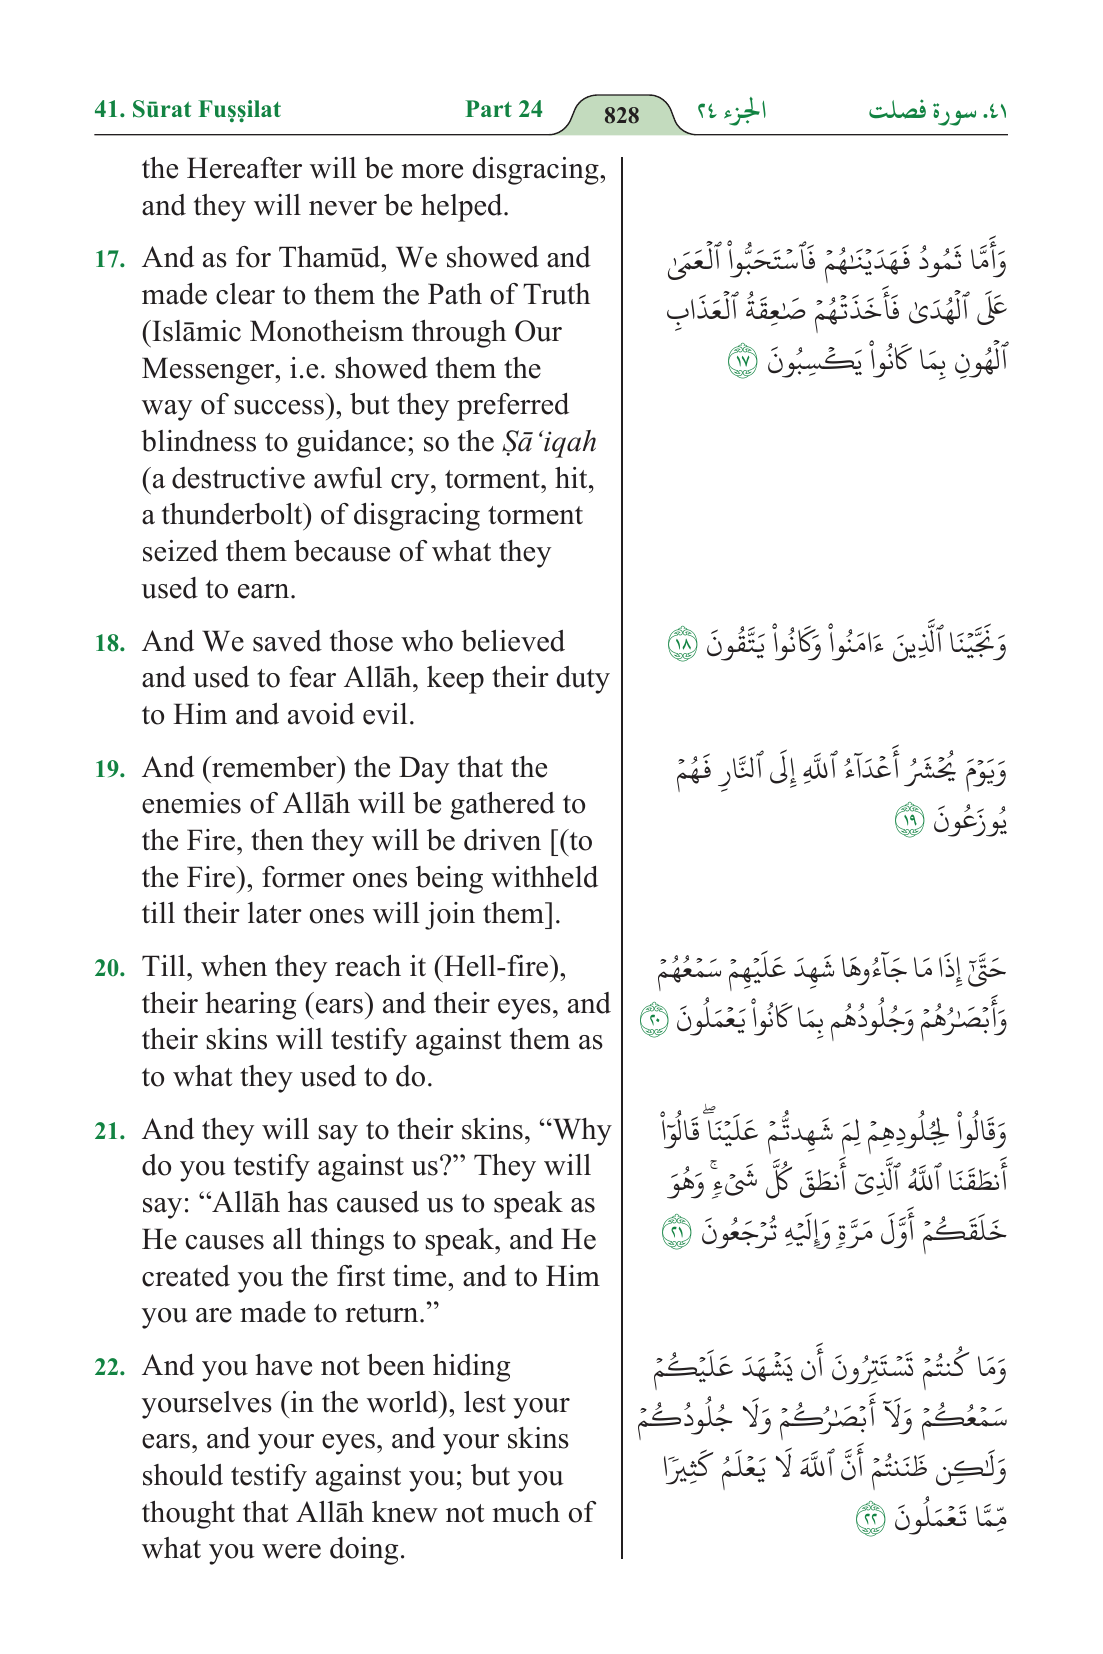 41. Sūrat Fuṣṣilat Part 24 828 الجزء ٢٤ ٤١. سورة فصلت
the Hereafter will be more disgracing,
and they will never be helped.
17. And as for Thamūd, We showed and
made clear to them the Path of Truth
(Islāmic Monotheism through Our
Messenger, i.e. showed them the
way of success), but they preferred
blindness to guidance; so the Ṣā‘iqah
(a destructive awful cry, torment, hit,
a thunderbolt) of disgracing torment
seized them because of what they
used to earn.
وَأَمَّا ثَمُودُ فَهَدَيۡنَٰهُمۡ فَٱسۡتَحَبُّواْ ٱلۡعَمَىٰ
عَلَى ٱلۡهُدَىٰ فَأَخَذَتۡهُمۡ صَٰعِقَةُ ٱلۡعَذَابِ
ٱلۡهُونِ بِمَا كَانُواْ يَكۡسِبُونَ ١٧
18. And We saved those who believed
and used to fear Allāh, keep their duty
to Him and avoid evil.
وَنَجَّيۡنَا ٱلَّذِينَ ءَامَنُواْ وَكَانُواْ يَتَّقُونَ ١٨
19. And (remember) the Day that the
enemies of Allāh will be gathered to
the Fire, then they will be driven [(to
the Fire), former ones being withheld
till their later ones will join them].
وَيَوۡمَ يُحۡشَرُ أَعۡدَآءُ ٱللَّهِ إِلَى ٱلنَّارِ فَهُمۡ
يُوزَعُونَ ١٩
20. Till, when they reach it (Hell-fire),
their hearing (ears) and their eyes, and
their skins will testify against them as
to what they used to do.
حَتَّىٰٓ إِذَا مَا جَآءُوهَا شَهِدَ عَلَيۡهِمۡ سَمۡعُهُمۡ
وَأَبۡصَٰرُهُمۡ وَجُلُودُهُم بِمَا كَانُواْ يَعۡمَلُونَ ٢٠
21. And they will say to their skins, “Why
do you testify against us?” They will
say: “Allāh has caused us to speak as
He causes all things to speak, and He
created you the first time, and to Him
you are made to return.”
وَقَالُواْ لِجُلُودِهِمۡ لِمَ شَهِدتُّمۡ عَلَيۡنَاۖ قَالُوٓاْ
أَنطَقَنَا ٱللَّهُ ٱلَّذِيٓ أَنطَقَ كُلَّ شَيۡءٖۚ وَهُوَ
خَلَقَكُمۡ أَوَّلَ مَرَّةٖ وَإِلَيۡهِ تُرۡجَعُونَ ٢١
22. And you have not been hiding
yourselves (in the world), lest your
ears, and your eyes, and your skins
should testify against you; but you
thought that Allāh knew not much of
what you were doing.
وَمَا كُنتُمۡ تَسۡتَتِرُونَ أَن يَشۡهَدَ عَلَيۡكُمۡ
سَمۡعُكُمۡ وَلَآ أَبۡصَٰرُكُمۡ وَلَا جُلُودُكُمۡ
وَلَٰكِن ظَنَنتُمۡ أَنَّ ٱللَّهَ لَا يَعۡلَمُ كَثِيرٗا
مِّمَّا تَعۡمَلُونَ ٢٢